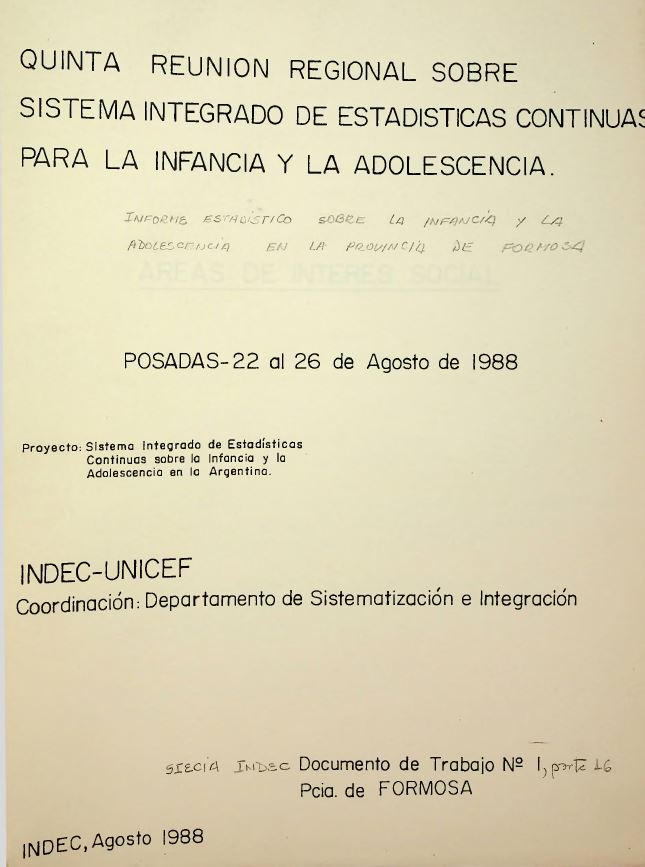 QUINTA REUNION REGIONAL SOBRE
SISTEMA INTEGRADO DE ESTADISTICAS CONTINUAS
PARA LA INFANCIA Y LA ADOLESCENCIA.
INFORME ESTADÍSTICO SOBRE LA INFANCIA Y LA
ADOLESCENCIA EN LA PROVINCIA DE FORMOSA
AREAS DE INTERES SOCIAL
POSADAS-22 al 26 de Agosto de 1988
Proyecto: Sistema Integrado de Estadísticas
Continuas sobre la Infancia y la
Adolescencia en la Argentina.
INDEC-UNICEF
Coordinación: Departamento de Sistematización e Integración
SIECIA INDEC Documento de Trabajo Nº 1, parte 16
Pcia. de FORMOSA
INDEC, Agosto 1988